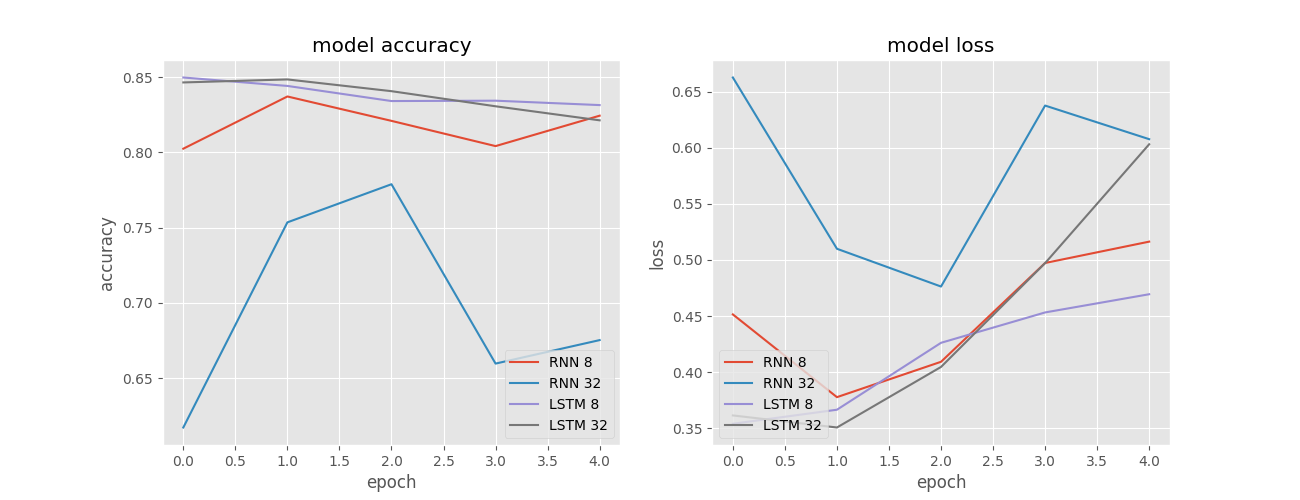 model accuracy
accuracy
0.85
0.80
0.75
0.70
0.65
0.0 0.5 1.0 1.5 2.0 2.5 3.0 3.5 4.0
epoch
RNN 8
RNN 32
LSTM 8
LSTM 32
model loss
loss
0.65
0.60
0.55
0.50
0.45
0.40
0.35
0.0 0.5 1.0 1.5 2.0 2.5 3.0 3.5 4.0
epoch
RNN 8
RNN 32
LSTM 8
LSTM 32